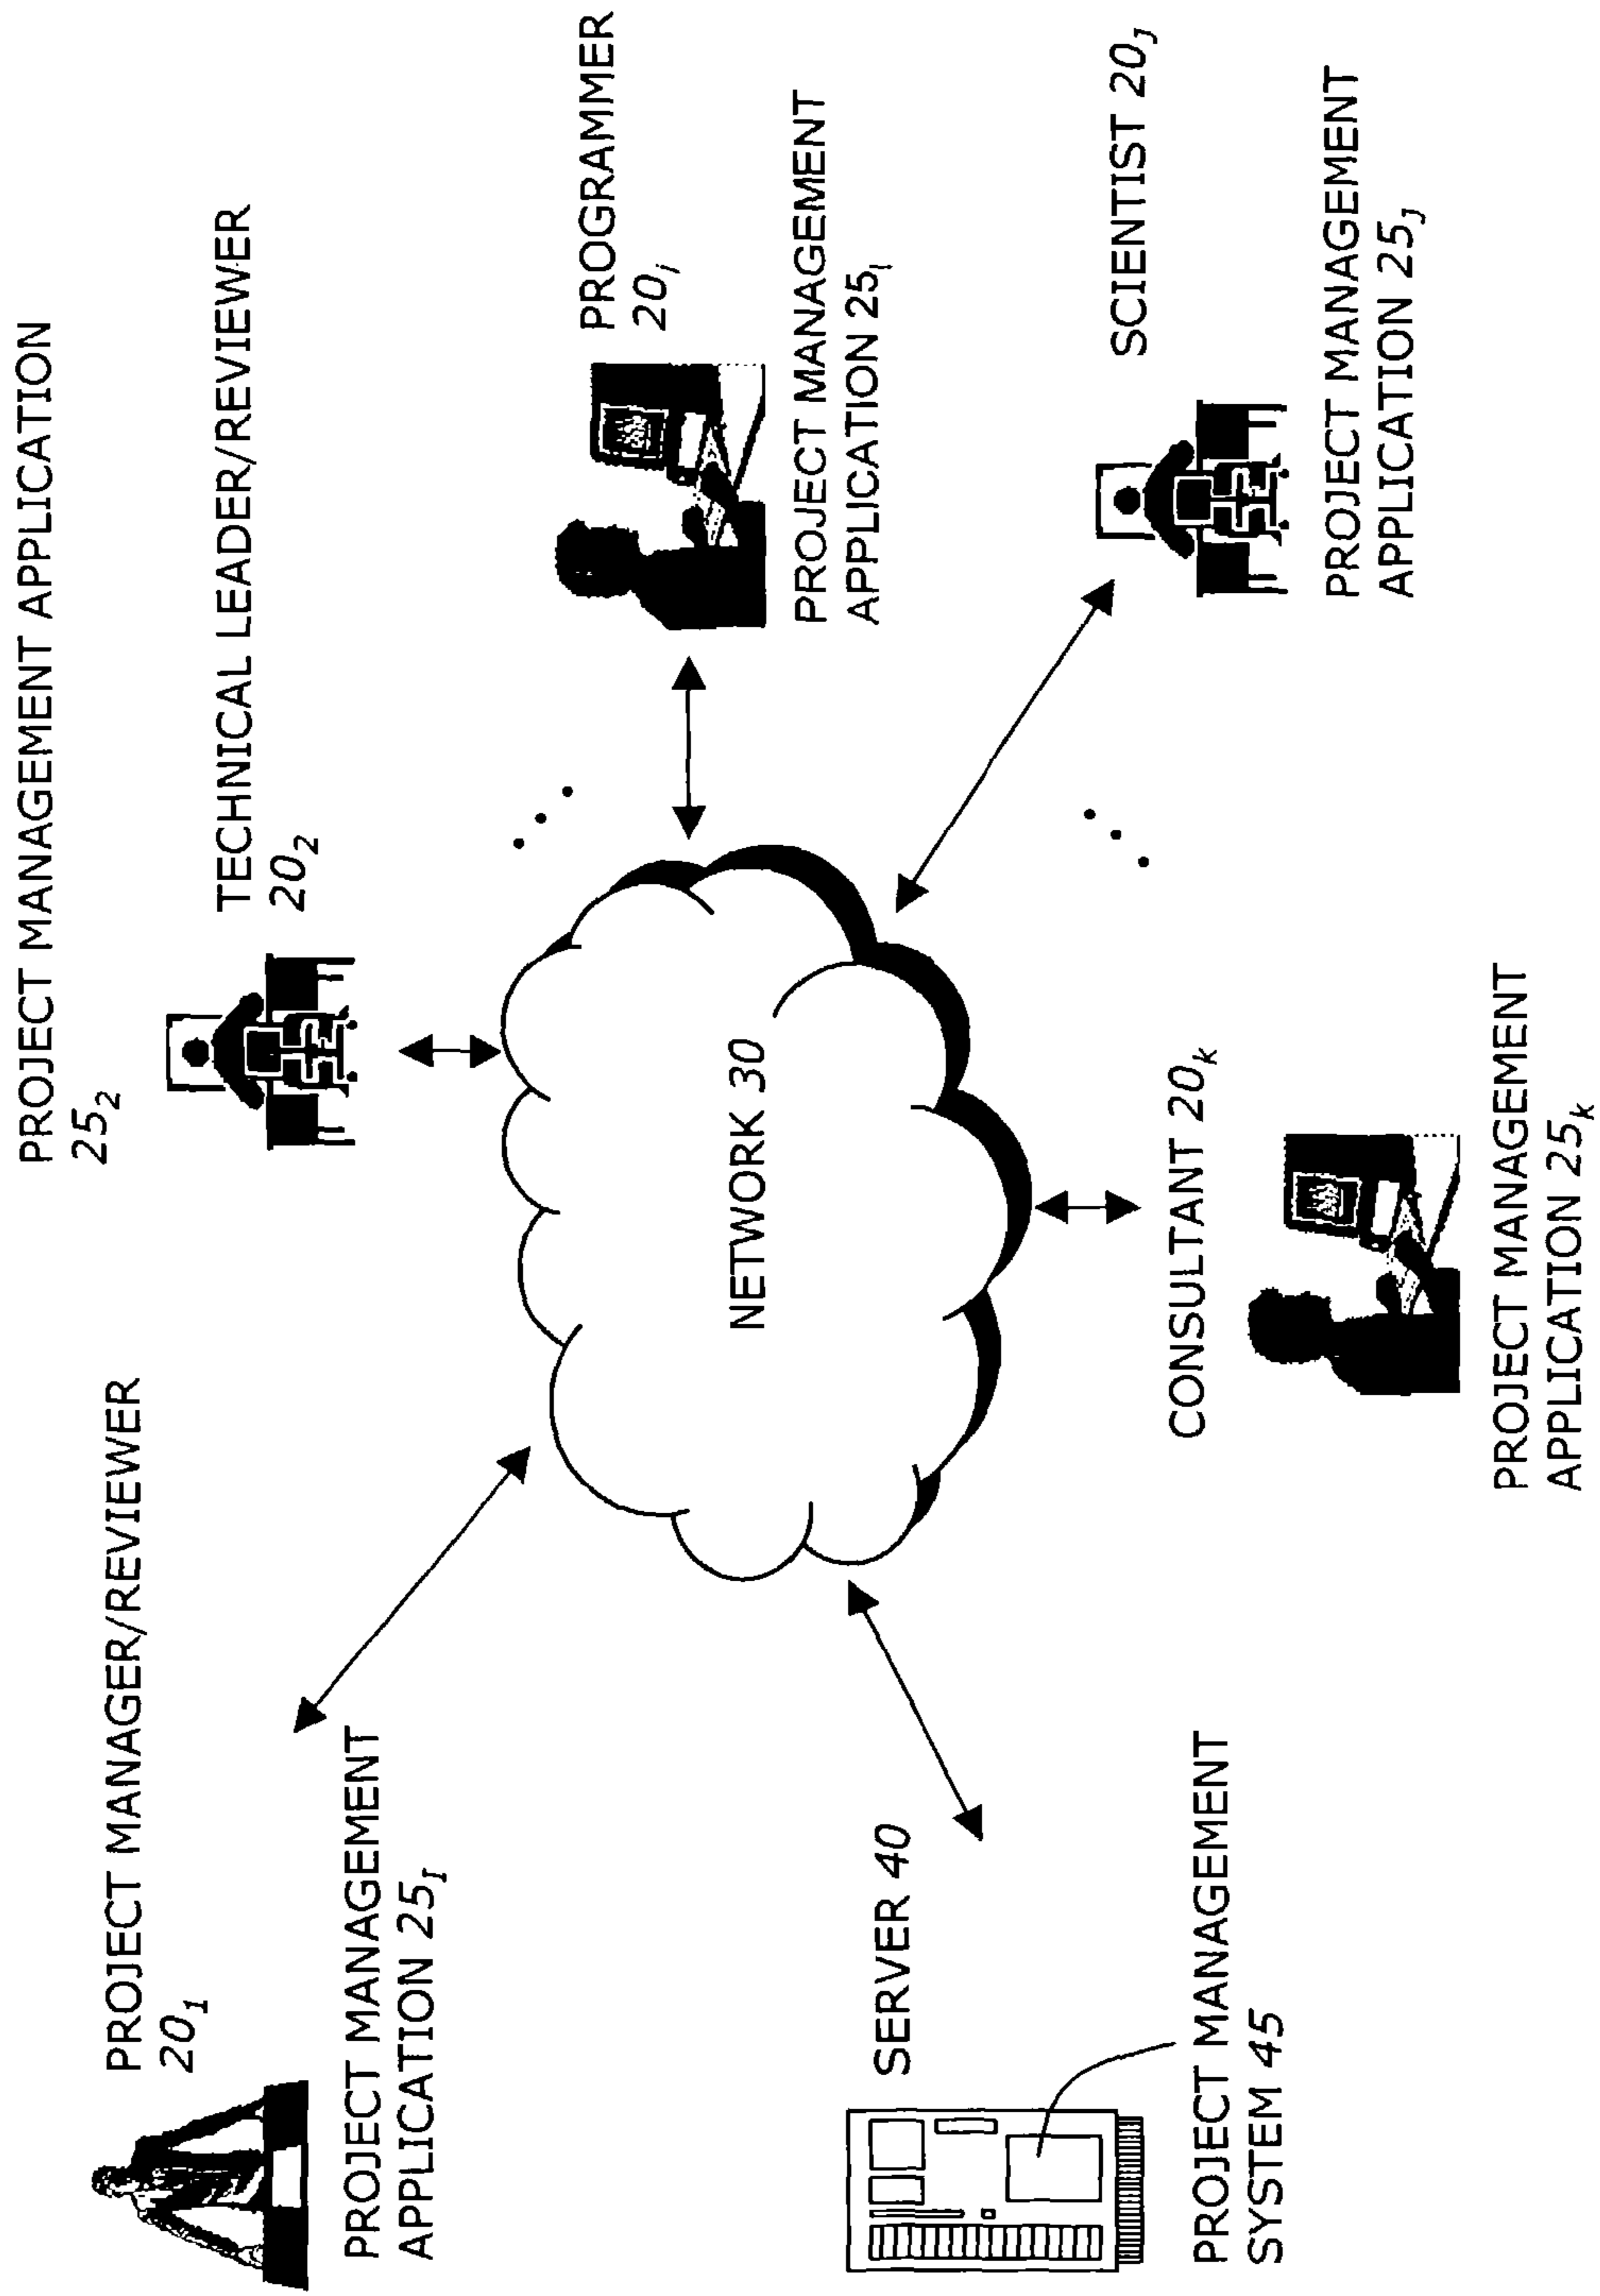 PROJECT MANAGEMENT APPLICATION
25₂
PROJECT MANAGER/REVIEWER
20₁
TECHNICAL LEADER/REVIEWER
20₂
PROJECT MANAGEMENT
APPLICATION 25₁
PROGRAMMER
20ᵢ
PROJECT MANAGEMENT
APPLICATION 25ᵢ
NETWORK 30
SERVER 40
SCIENTIST 20ⱼ
PROJECT MANAGEMENT
SYSTEM 45
CONSULTANT 20ₖ
PROJECT MANAGEMENT
APPLICATION 25ⱼ
PROJECT MANAGEMENT
APPLICATION 25ₖ